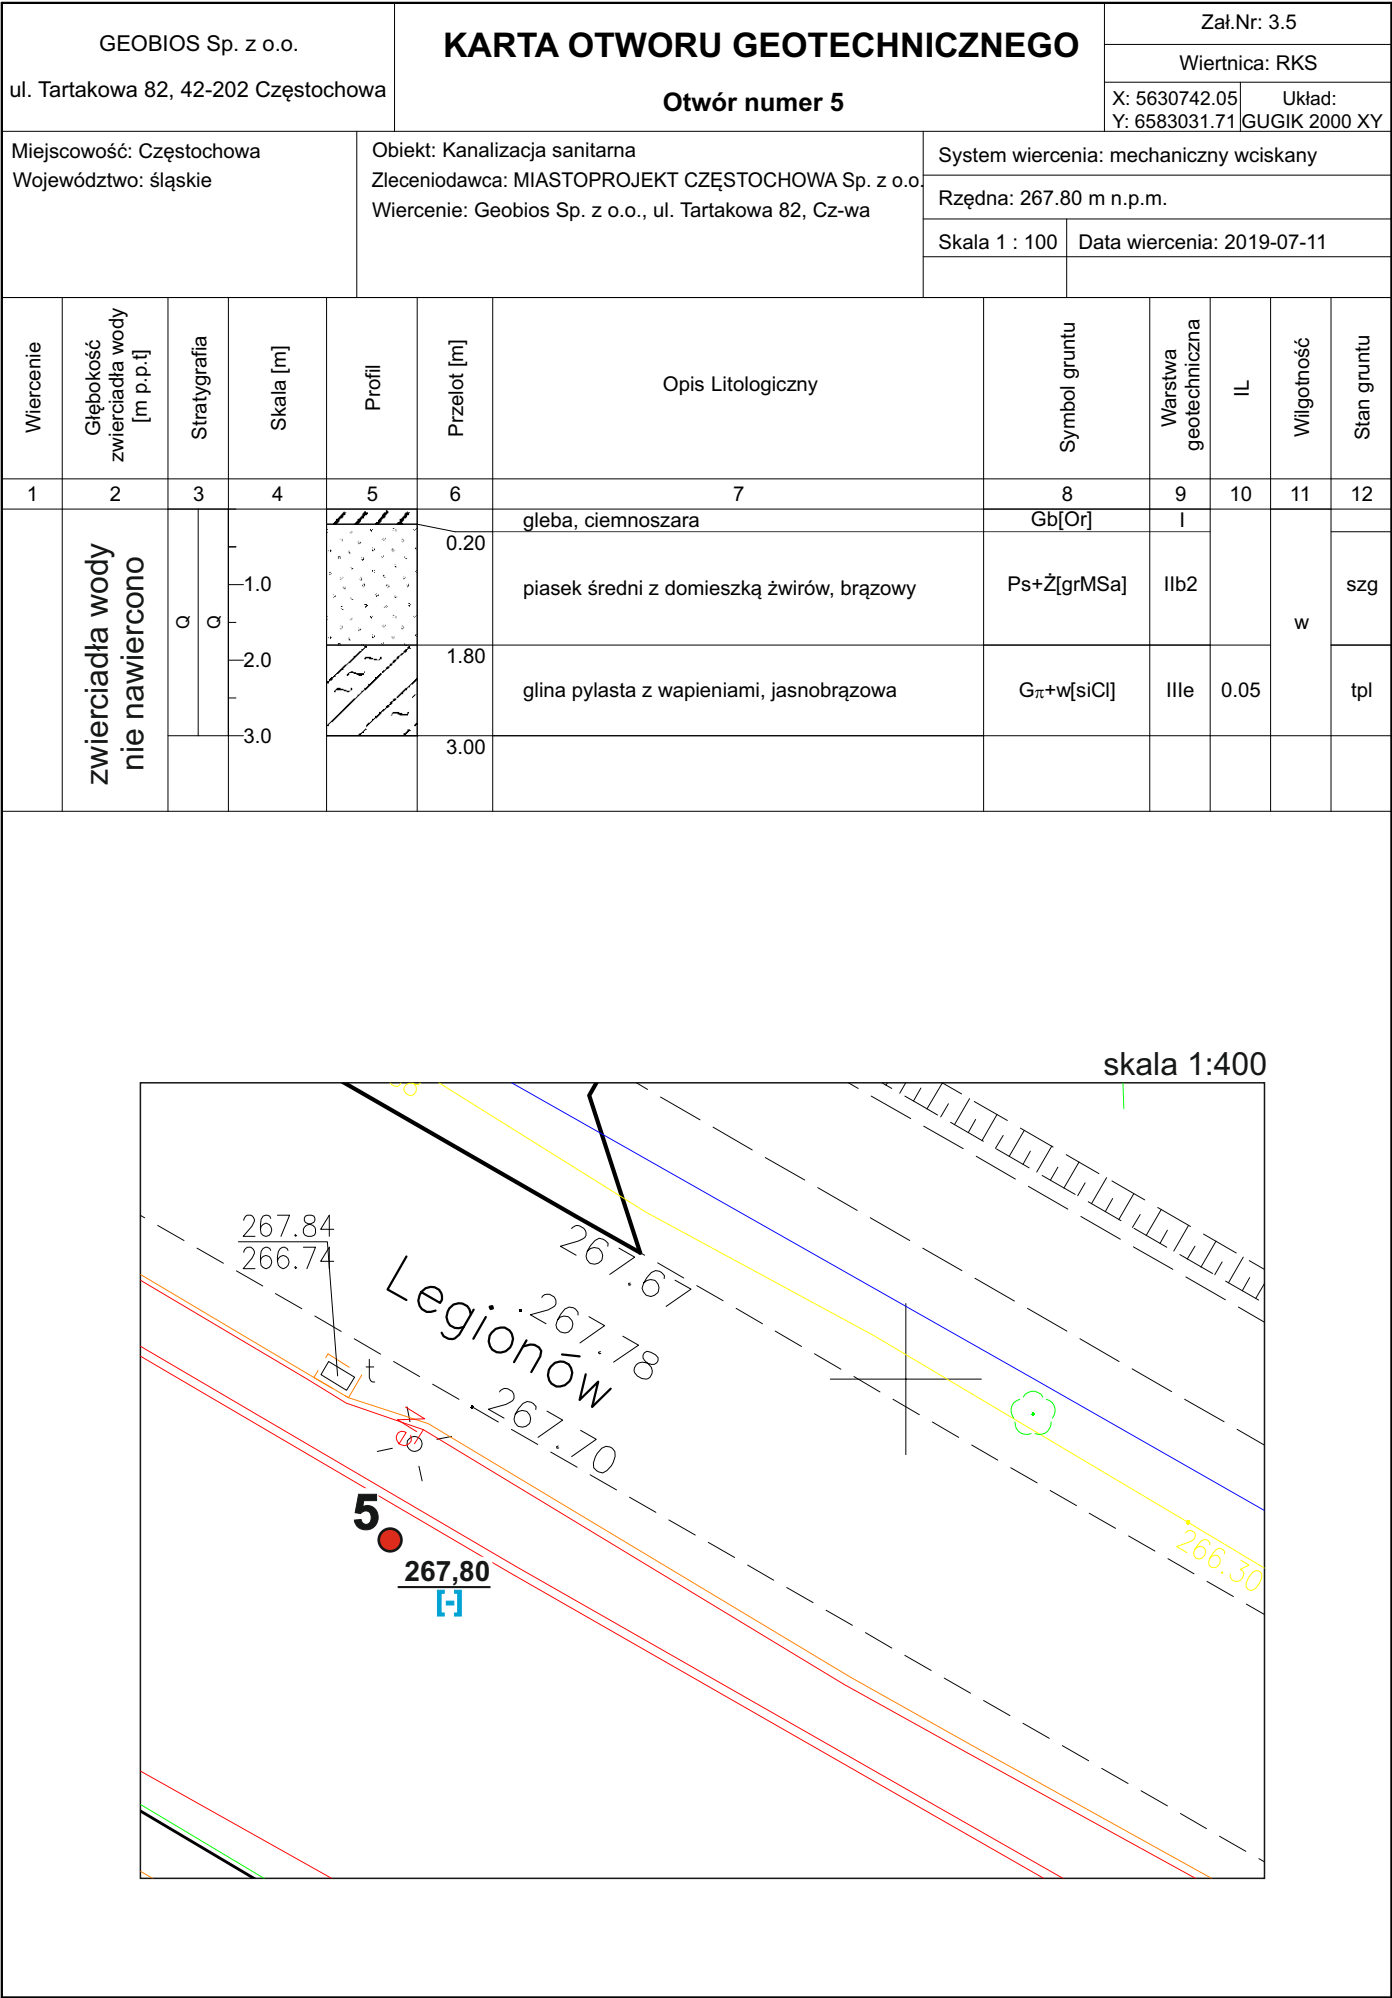 GEOBIOS Sp. z o.o.
ul. Tartakowa 82, 42-202 Częstochowa
KARTA OTWORU GEOTECHNICZNEGO
Otwór numer 5
Zał.Nr: 3.5
Wiertnica: RKS
X: 5630742.05
Y: 6583031.71
Układ:
GUGIK 2000 XY
Miejscowość: Częstochowa
Województwo: śląskie
Obiekt: Kanalizacja sanitarna
Zleceniodawca: MIASTOPROJEKT CZĘSTOCHOWA Sp. z o.o.
Wiercenie: Geobios Sp. z o.o., ul. Tartakowa 82, Cz-wa
System wiercenia: mechaniczny wciskany
Rzędna: 267.80 m n.p.m.
Skala 1 : 100
Data wiercenia: 2019-07-11
Wiercenie
Głębokość
zwierciadła wody
[m p.p.t]
Stratygrafia
Skala [m]
Profil
Przelot [m]
Opis Litologiczny
Symbol gruntu
Warstwa
geotechniczna
IL
Wilgotność
Stan gruntu
1 2 3 4 5 6 7 8 9 10 11 12
zwierciadła wody
nie nawiercono
Q Q
1.0
2.0
3.0
gleba, ciemnoszara Gb[Or] I
0.20
piasek średni z domieszką żwirów, brązowy Ps+Ż[grMSa] IIb2 szg
w
1.80
glina pylasta z wapieniami, jasnobrązowa Gπ+w[siCl] IIIe 0.05 tpl
3.00
skala 1:400
267.84
266.74
Legionów
267.67
267.78
267.70
t
eN
5
267,80
[-]
266.30